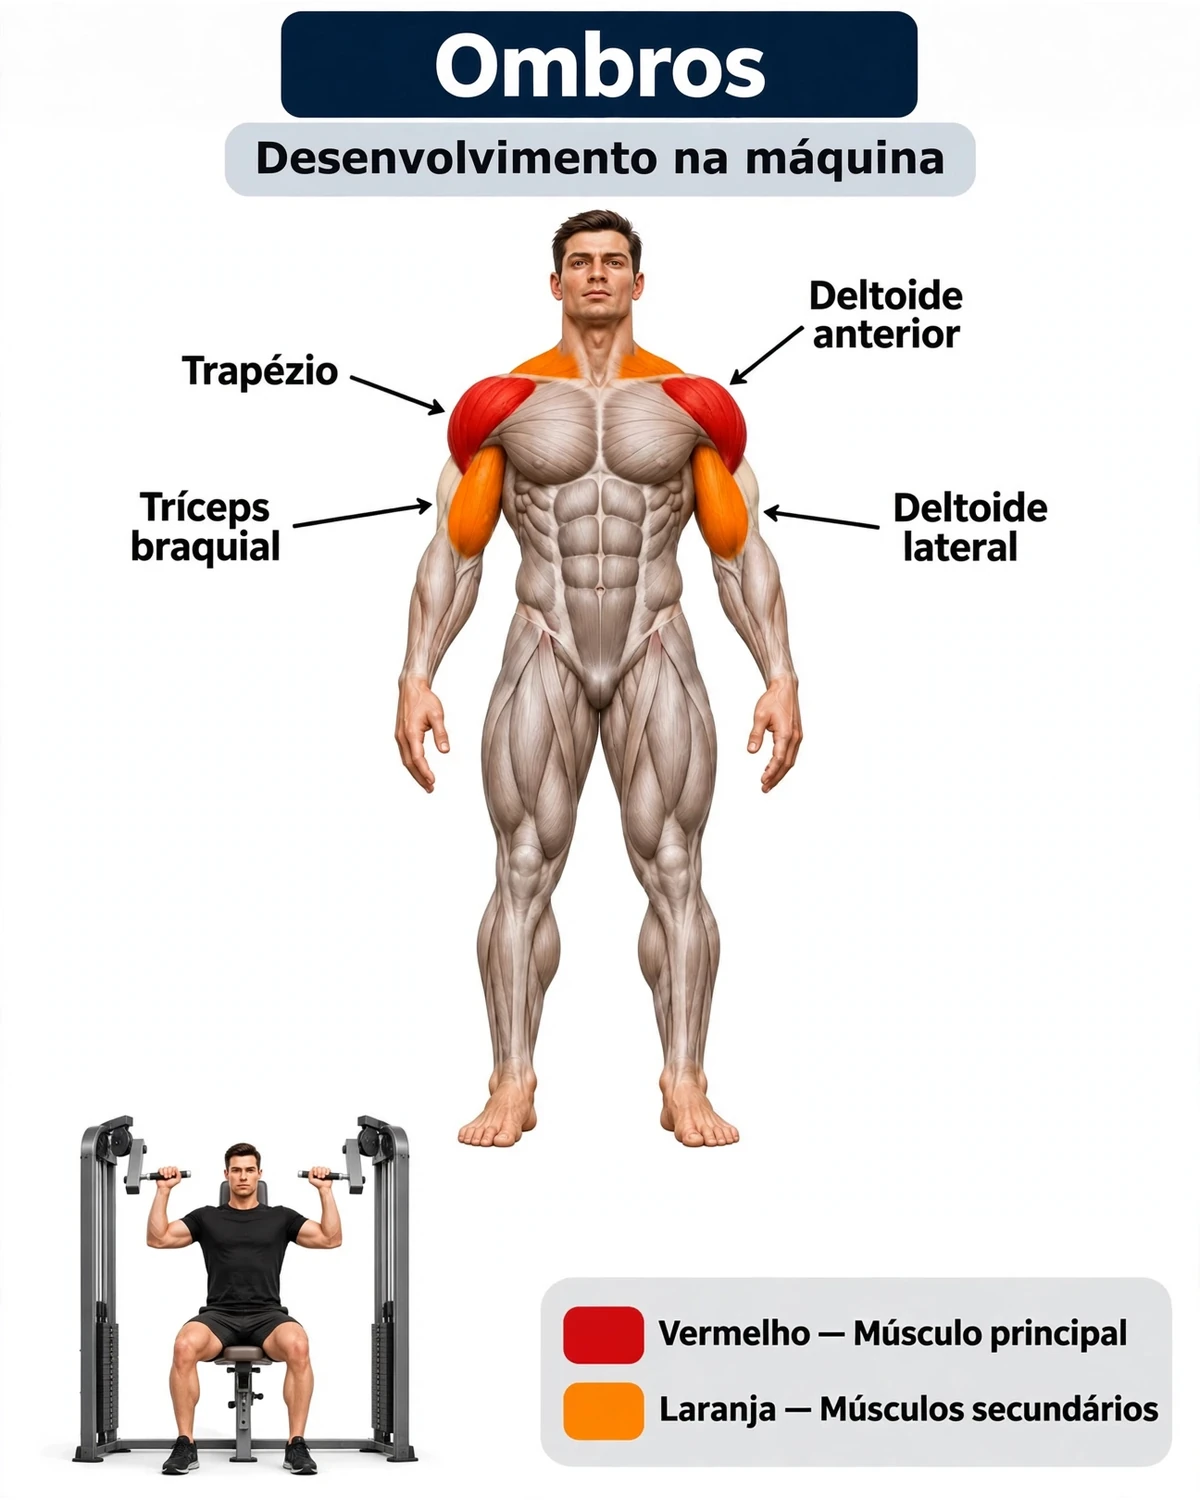 Ombros
Desenvolvimento na máquina
Deltoide
anterior
Trapézio
Tríceps
braquial
Deltoide
lateral
Vermelho — Músculo principal
Laranja — Músculos secundários